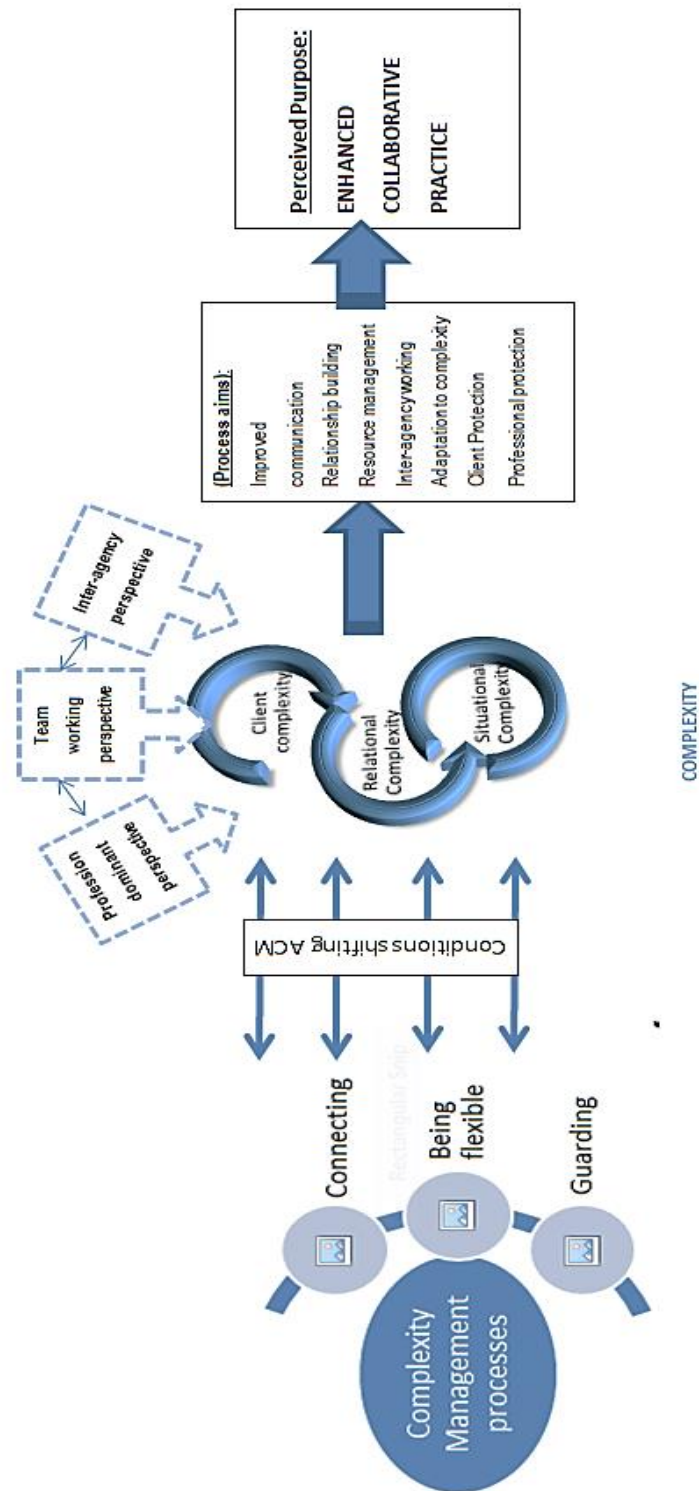 Complexity
Management
processes
Connecting
Being
flexible
Guarding
Rectangular Snip
Conditions shifting ACM
Profession
dominant
perspective
Team
working
perspective
Inter-agency
perspective
Client
complexity
Relational
Complexity
Situational
Complexity
(Process aims):
Improved
communication
Relationship building
Resource management
Inter-agency working
Adaptation to complexity
Client Protection
Professional protection
Perceived Purpose:
ENHANCED
COLLABORATIVE
PRACTICE
COMPLEXITY